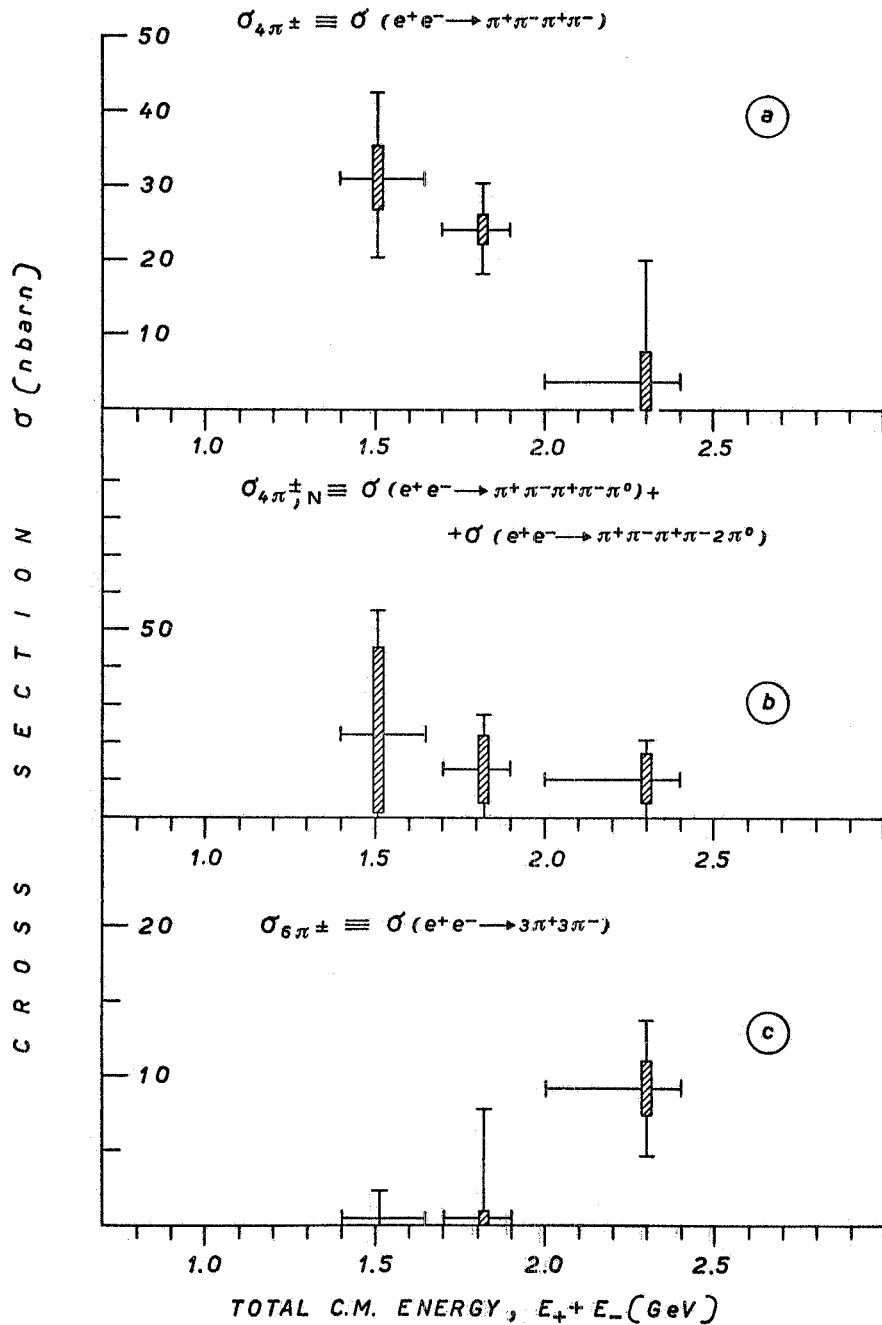 σ4π± ≡ σ (e+e-→π+π-π+π-)
50
40
30
20
10
a
1.0 1.5 2.0 2.5
σ4π±,N ≡ σ (e+e-→π+π-π+π-π°)+
+σ (e+e-→π+π-π+π-2π°)
50
b
1.0 1.5 2.0 2.5
σ6π± ≡ σ (e+e-→3π+3π-)
20
10
c
1.0 1.5 2.0 2.5
TOTAL C.M. ENERGY, E+ + E- (GeV)
CROSS SECTION σ (nbarn)